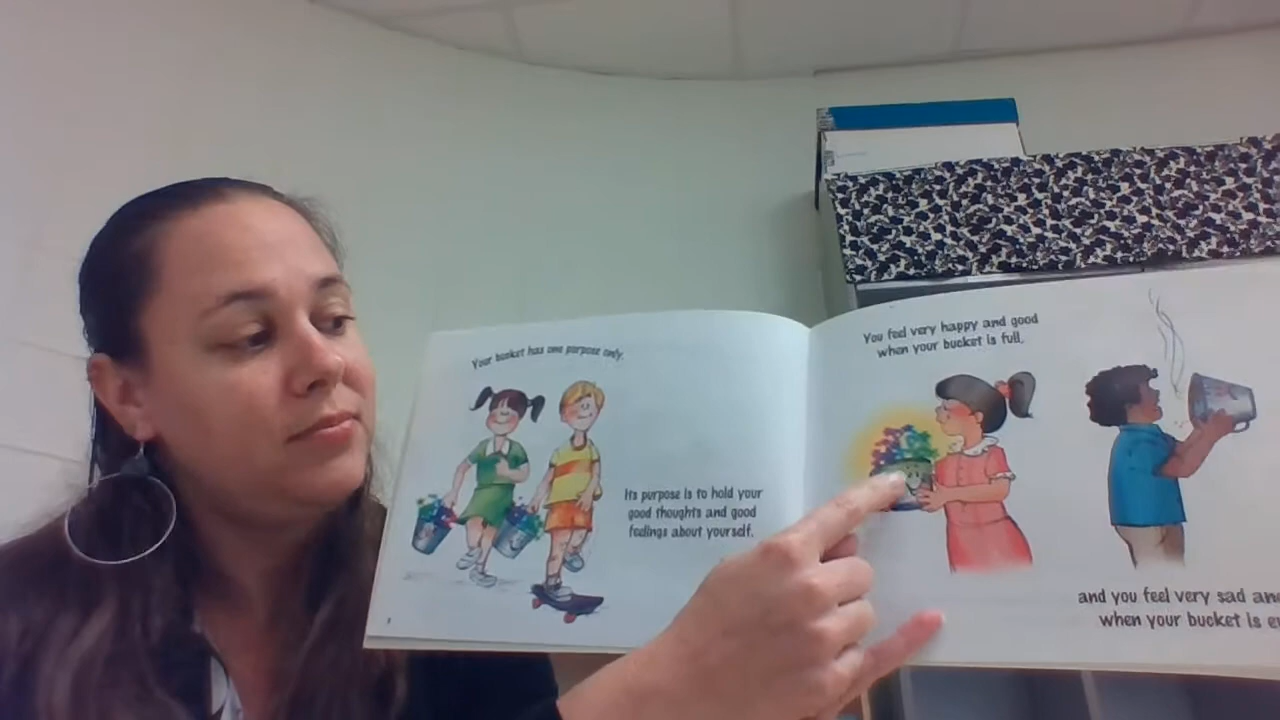 Your bucket has one purpose only.
Its purpose is to hold your
good thoughts and good
feelings about yourself.
You feel very happy and good
when your bucket is full,
and you feel very sad
when your bucket is